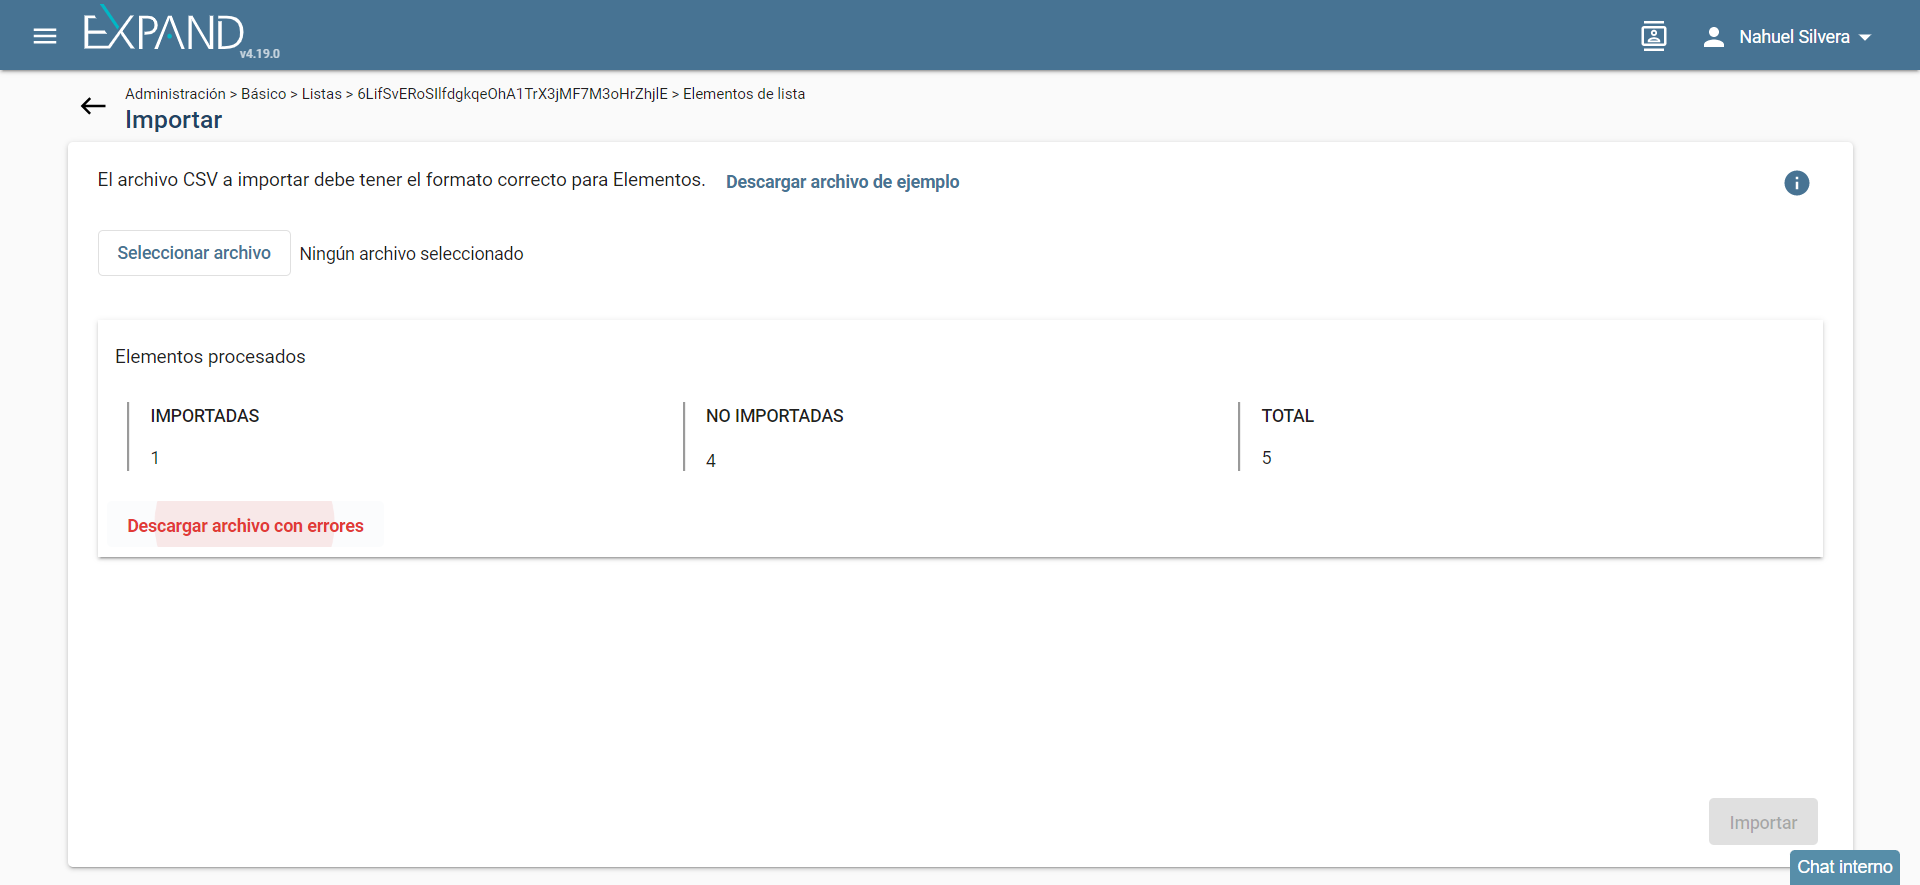 EXPAND
v4.19.0
Nahuel Silvera
Administración > Básico > Listas > 6LifSvERoSIlfdgkqeOhA1TrX3jMF7M3oHrZhjlE > Elementos de lista
Importar
El archivo CSV a importar debe tener el formato correcto para Elementos. Descargar archivo de ejemplo
Seleccionar archivo Ningún archivo seleccionado
Elementos procesados
IMPORTADAS NO IMPORTADAS TOTAL
1 4 5
Descargar archivo con errores
Importar
Chat interno